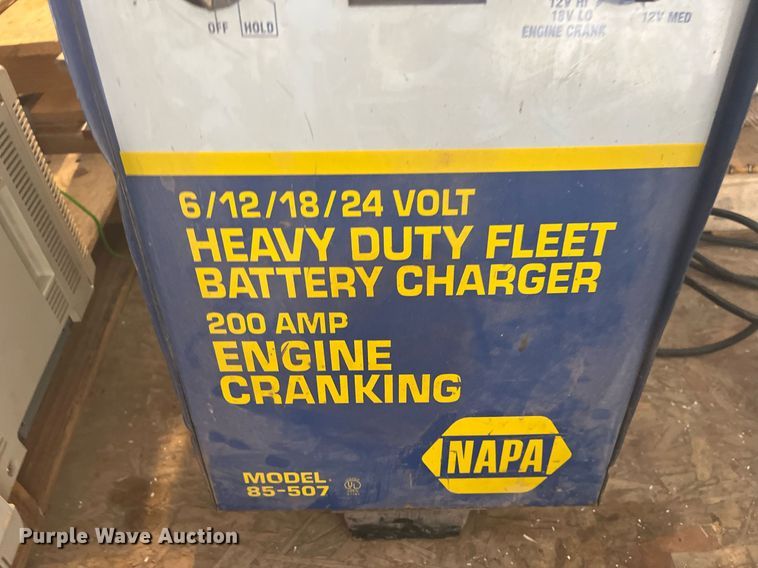 OFF HOLD
12V HI
18V LO
12V MED
ENGINE CRANK
6/12/18/24 VOLT
HEAVY DUTY FLEET
BATTERY CHARGER
200 AMP
ENGINE
CRANKING
NAPA
MODEL
85-507
UL
Purple Wave Auction